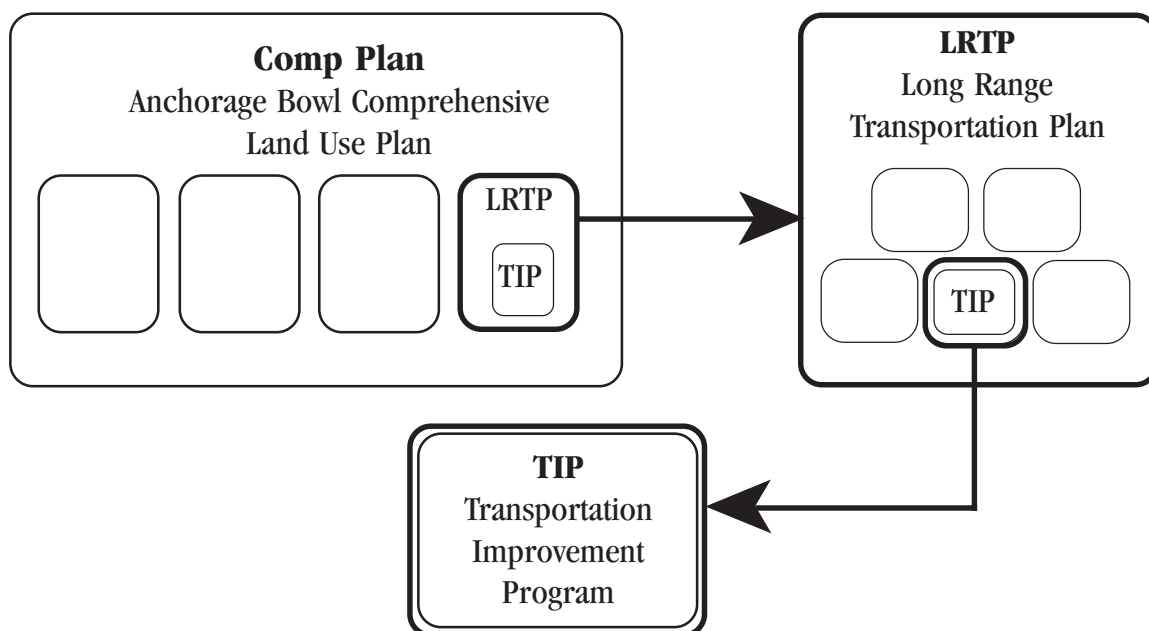 Comp Plan
Anchorage Bowl Comprehensive
Land Use Plan
LRTP
TIP
LRTP
Long Range
Transportation Plan
TIP
TIP
Transportation
Improvement
Program